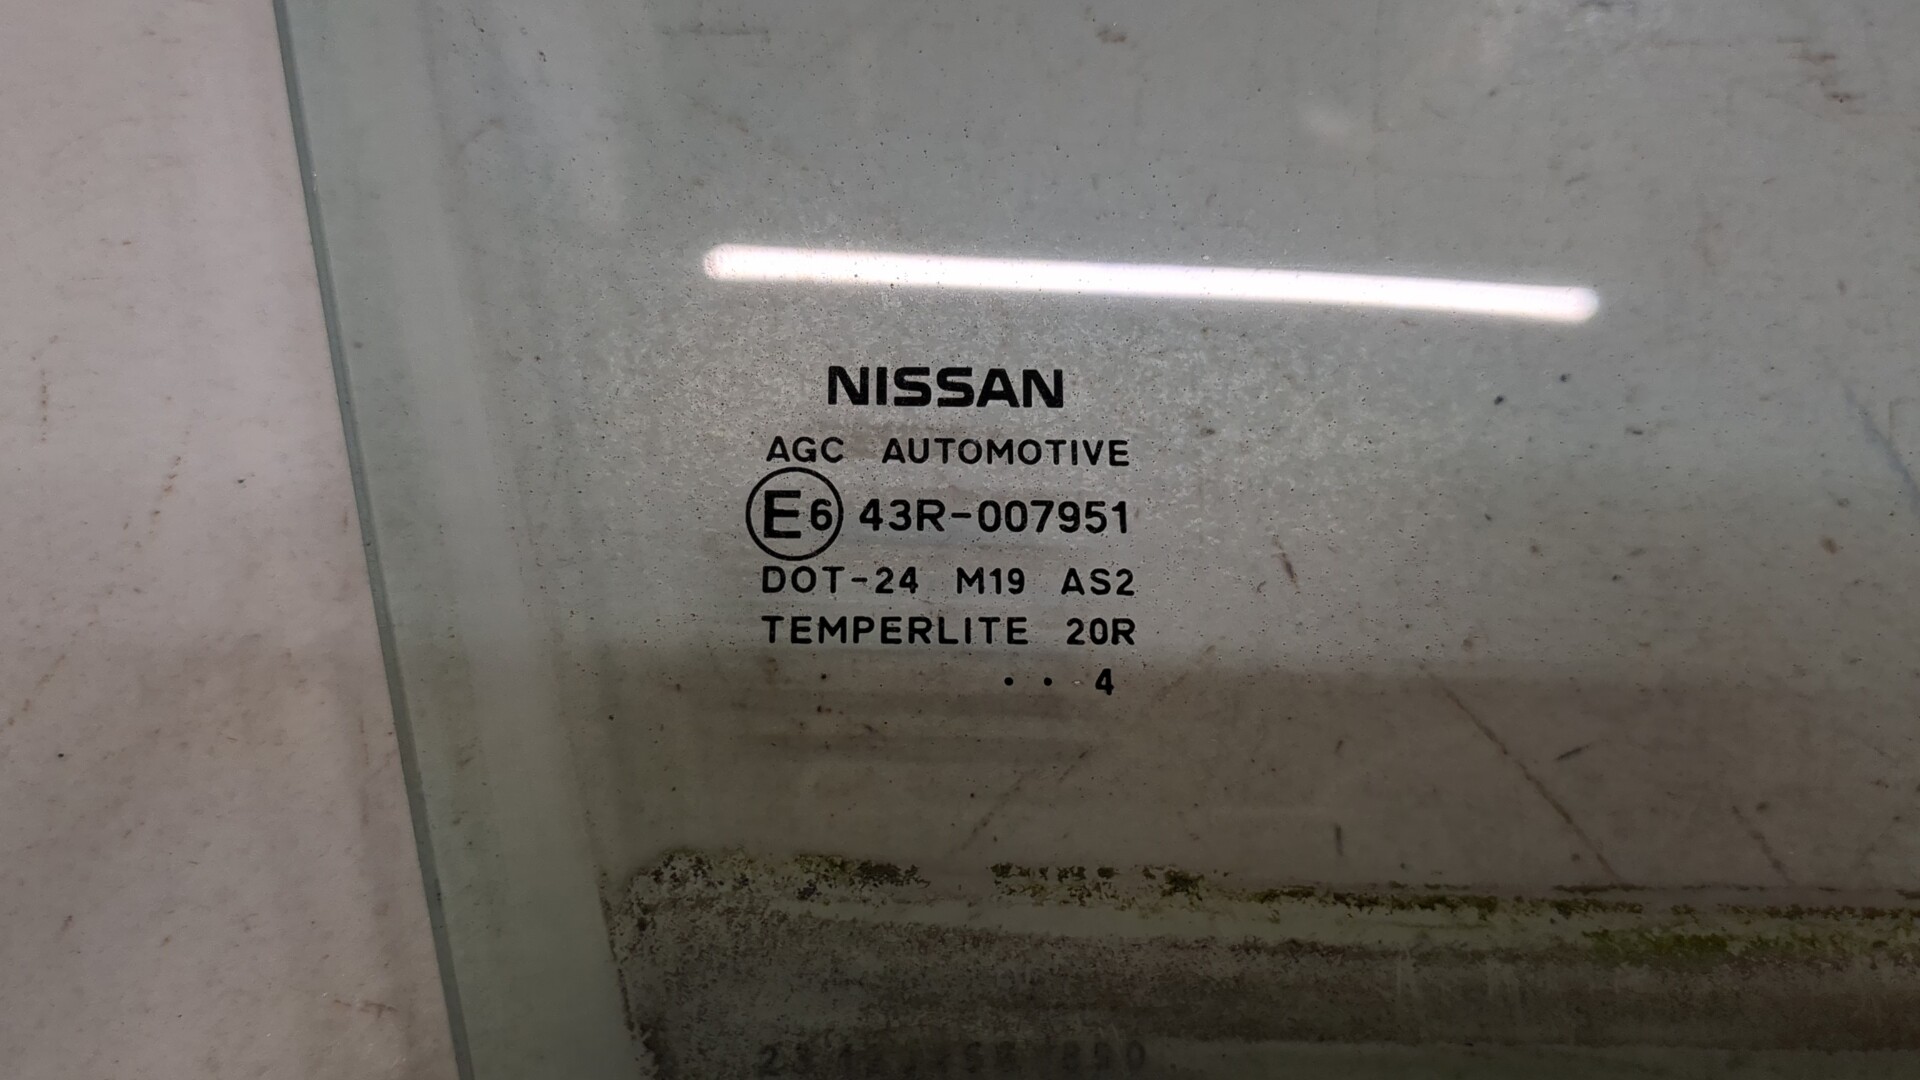 NISSAN
AGC AUTOMOTIVE
E6 43R-007951
DOT-24 M19 AS2
TEMPERLITE 20R
. . 4